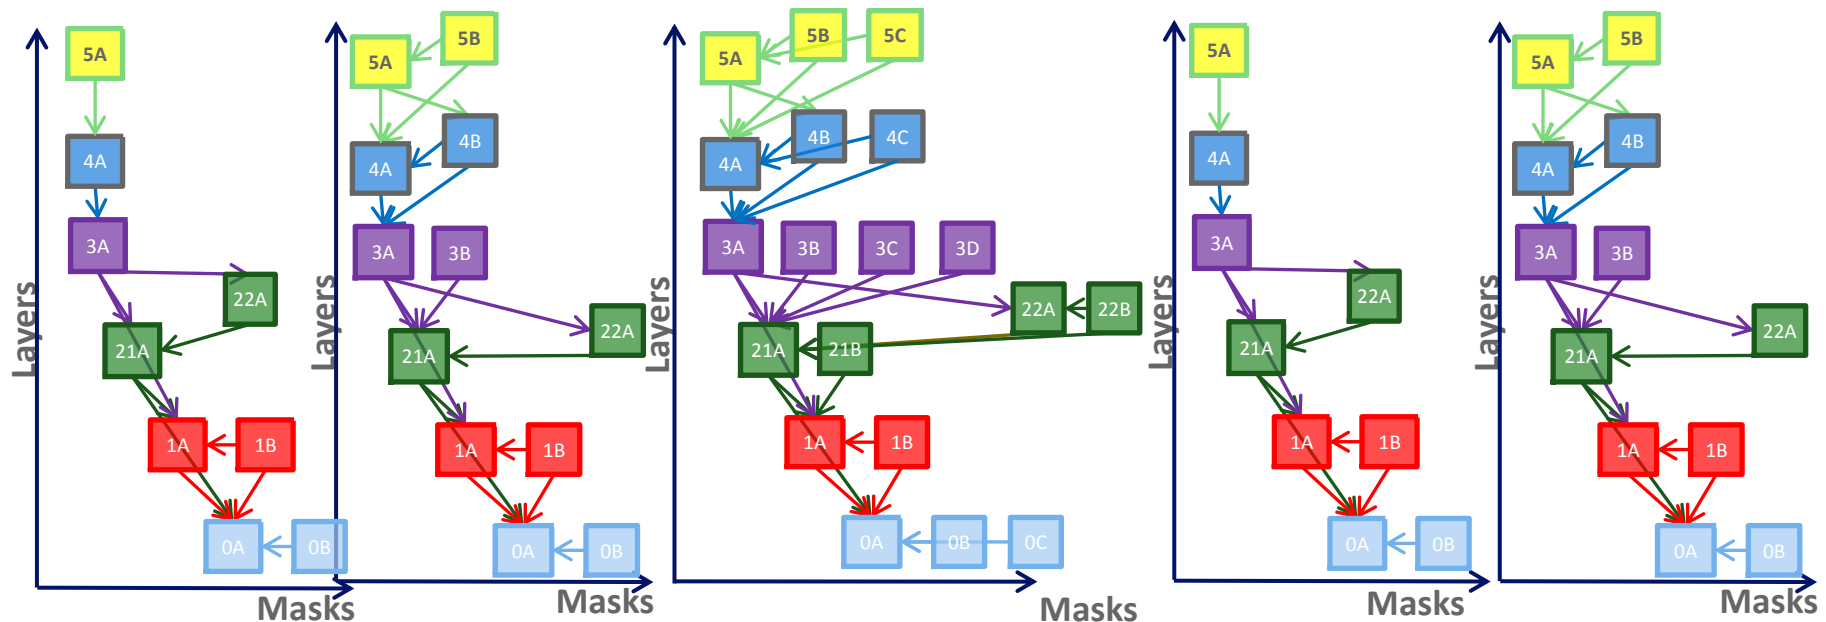 5A
4A
3A
22A
21A
1A 1B
0A 0B
Layers
Masks
5B
5A
4B
4A
3A 3B
22A
21A
1A 1B
0A 0B
Layers
Masks
5B 5C
5A
4B 4C
4A
3A 3B 3C 3D
22A 22B
21A 21B
1A 1B
0A 0B 0C
Layers
Masks
5A
4A
3A
22A
21A
1A 1B
0A 0B
Layers
Masks
5B
5A
4B
4A
3A 3B
22A
21A
1A 1B
0A 0B
Layers
Masks